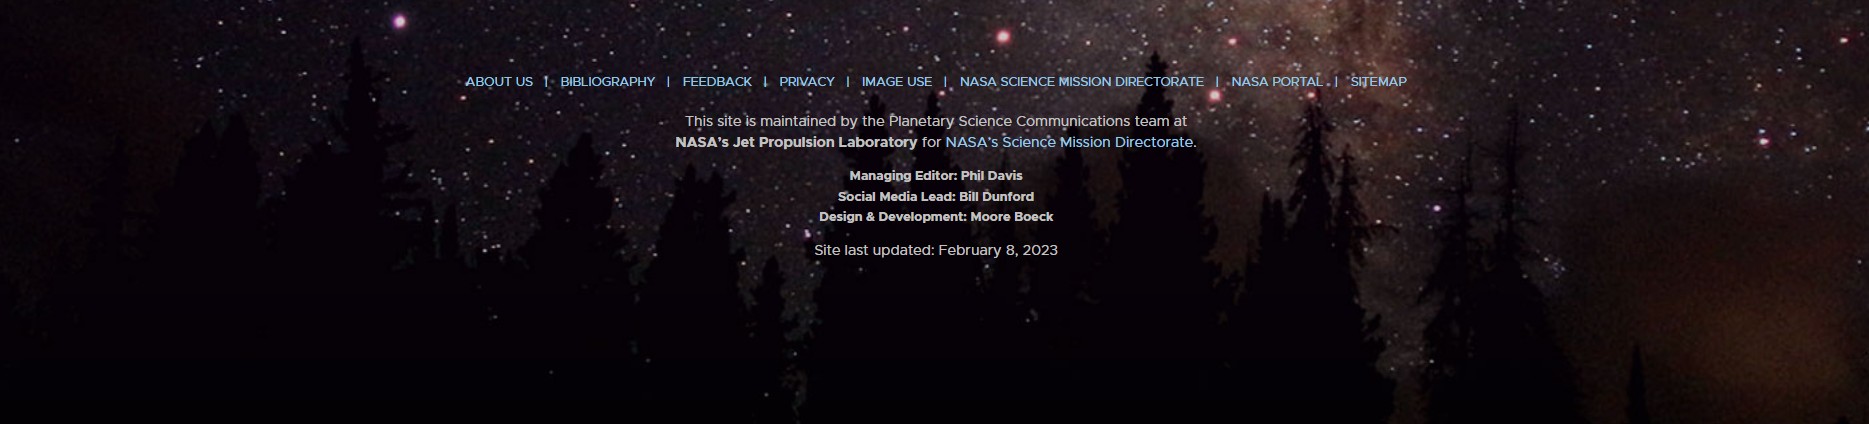 ABOUT US | BIBLIOGRAPHY | FEEDBACK | PRIVACY | IMAGE USE | NASA SCIENCE MISSION DIRECTORATE | NASA PORTAL | SITEMAP
This site is maintained by the Planetary Science Communications team at
NASA's Jet Propulsion Laboratory for NASA's Science Mission Directorate.
Managing Editor: Phil Davis
Social Media Lead: Bill Dunford
Design & Development: Moore Boeck
Site last updated: February 8, 2023